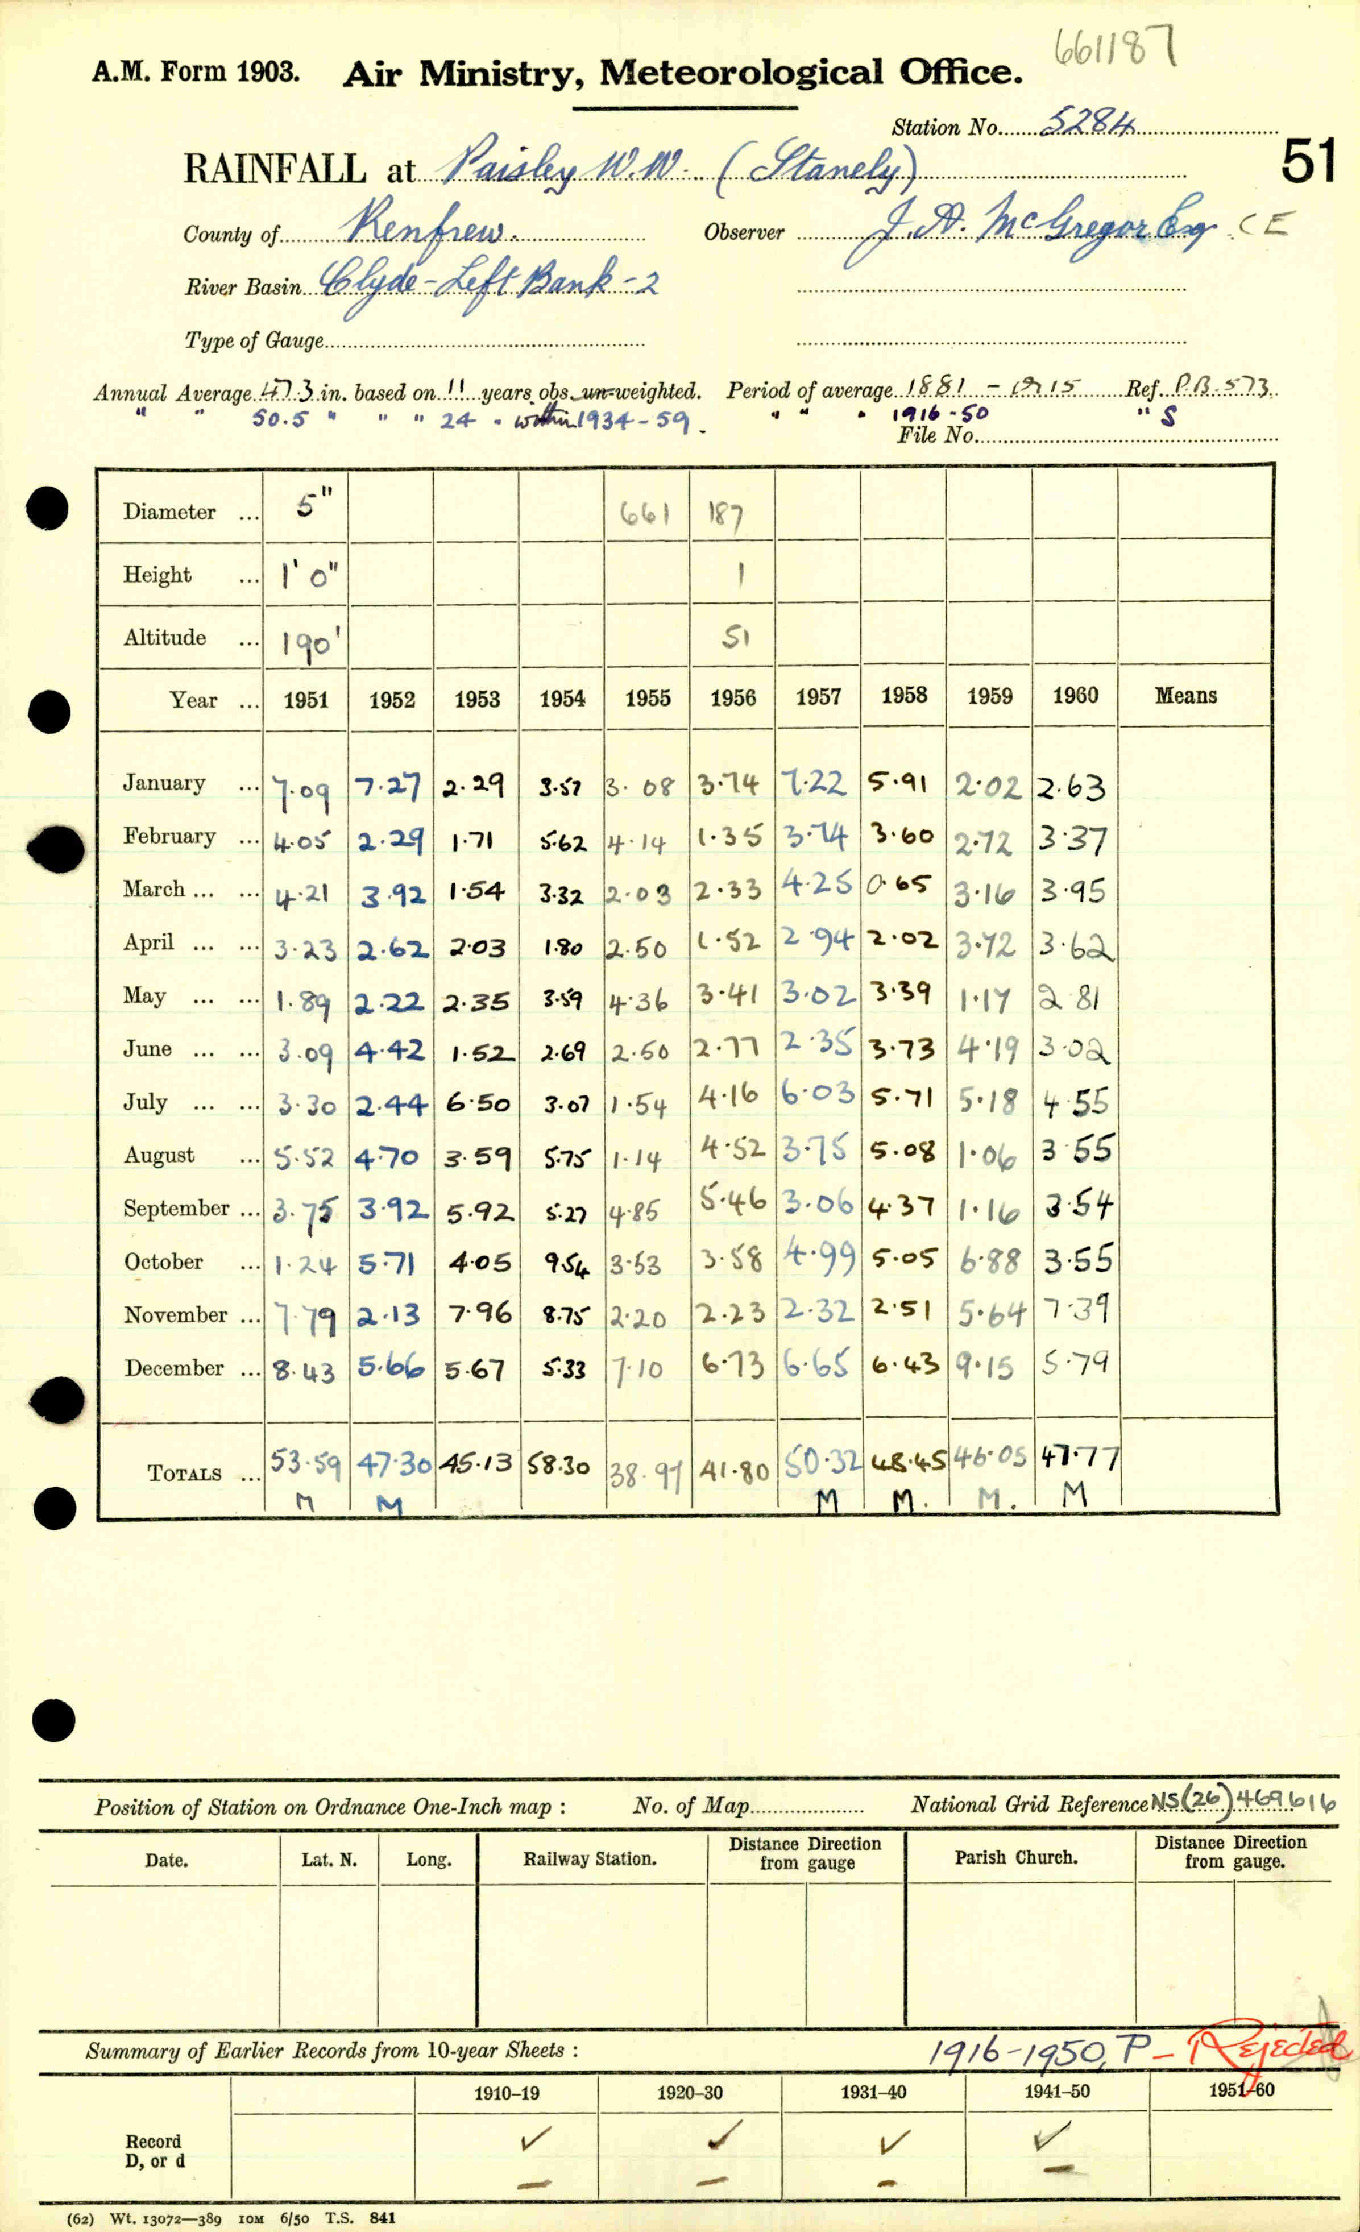 661187
A.M. Form 1903. Air Ministry, Meteorological Office.
Station No. 5284
51
RAINFALL at Paisley W.W. (Stanely)
County of Renfrew. Observer J. A. McGregor Esq. CE
River Basin Clyde - Left Bank - 2
Type of Gauge
Annual Average 47.3 in. based on 11 years obs. un-weighted. Period of average 1881 - 1915 Ref. P.B. 573
" " 50.5 " " " 24 " within 1934 - 59. " " " 1916-50 " S
File No.
Diameter ... 5" 661 187
Height ... 1' 0" 1
Altitude ... 190' 51
Year ... 1951 1952 1953 1954 1955 1956 1957 1958 1959 1960 Means
January ... 7.09 7.27 2.29 3.57 3.08 3.74 7.22 5.91 2.02 2.63
February ... 4.05 2.29 1.71 5.62 4.14 1.35 3.74 3.60 2.72 3.37
March ... ... 4.21 3.92 1.54 3.32 2.03 2.33 4.25 0.65 3.16 3.95
April ... ... 3.23 2.62 2.03 1.80 2.50 1.52 2.94 2.02 3.72 3.62
May ... ... 1.89 2.22 2.35 3.59 4.36 3.41 3.02 3.39 1.17 2.81
June ... ... 3.09 4.42 1.52 2.69 2.50 2.77 2.35 3.73 4.19 3.02
July ... ... 3.30 2.44 6.50 3.07 1.54 4.16 6.03 5.71 5.18 4.55
August ... 5.52 4.70 3.59 5.75 1.14 4.52 3.75 5.08 1.06 3.55
September ... 3.75 3.92 5.92 5.27 4.85 5.46 3.06 4.37 1.16 3.54
October ... 1.24 5.71 4.05 9.54 3.53 3.58 4.99 5.05 6.88 3.55
November ... 7.79 2.13 7.96 8.75 2.20 2.23 2.32 2.51 5.64 7.39
December ... 8.43 5.66 5.67 5.33 7.10 6.73 6.65 6.43 9.15 5.79
TOTALS ... 53.59 47.30 45.13 58.30 38.97 41.80 50.32 48.45 46.05 47.77
M M M M. M. M
Position of Station on Ordnance One-Inch map : No. of Map National Grid Reference NS(26)469616
Date. Lat. N. Long. Railway Station. Distance Direction from gauge Parish Church. Distance Direction from gauge.
Summary of Earlier Records from 10-year Sheets : 1916-1950, P - Rejected
1910-19 1920-30 1931-40 1941-50 1951-60
Record ✓ ✓ ✓ ✓
D, or d – – – –
(62) Wt. 13072—389 10M 6/50 T.S. 841